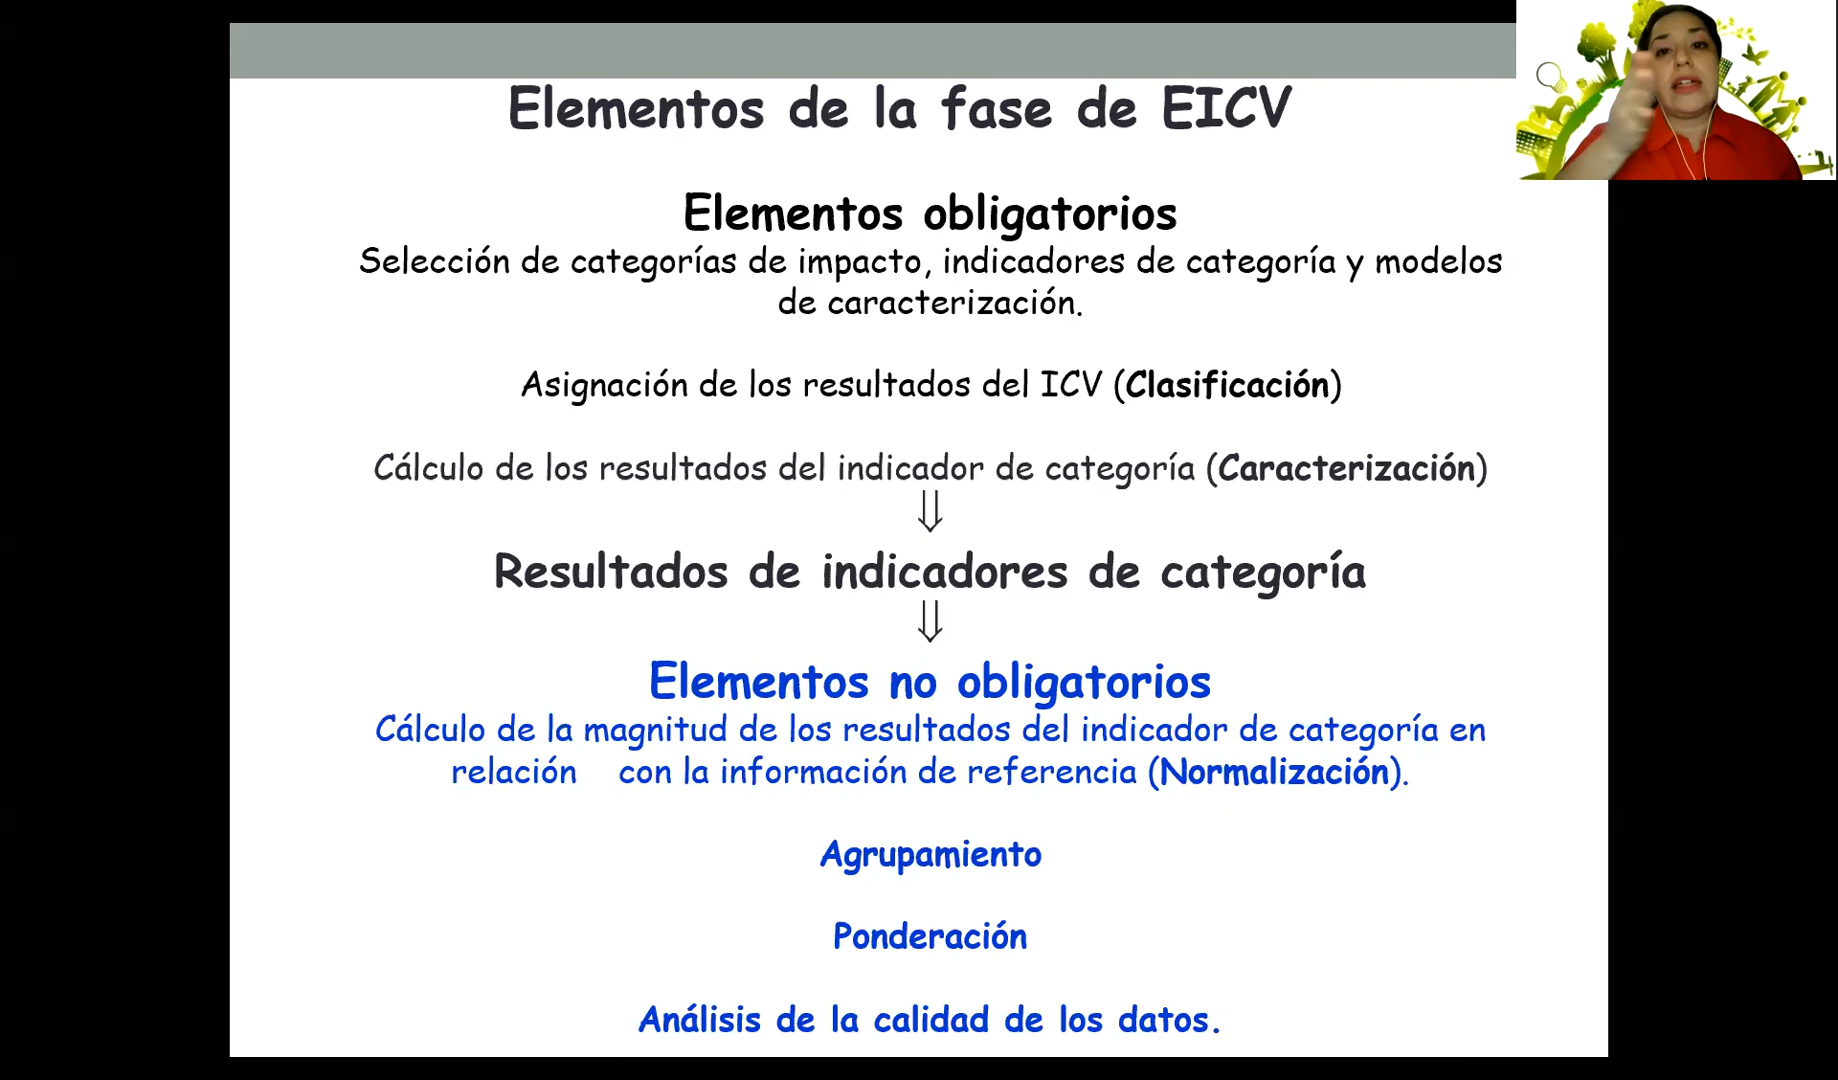 Elementos de la fase de EICV
Elementos obligatorios
Selección de categorías de impacto, indicadores de categoría y modelos
de caracterización.
Asignación de los resultados del ICV (Clasificación)
Cálculo de los resultados del indicador de categoría (Caracterización)
⇓
Resultados de indicadores de categoría
⇓
Elementos no obligatorios
Cálculo de la magnitud de los resultados del indicador de categoría en
relación con la información de referencia (Normalización).
Agrupamiento
Ponderación
Análisis de la calidad de los datos.